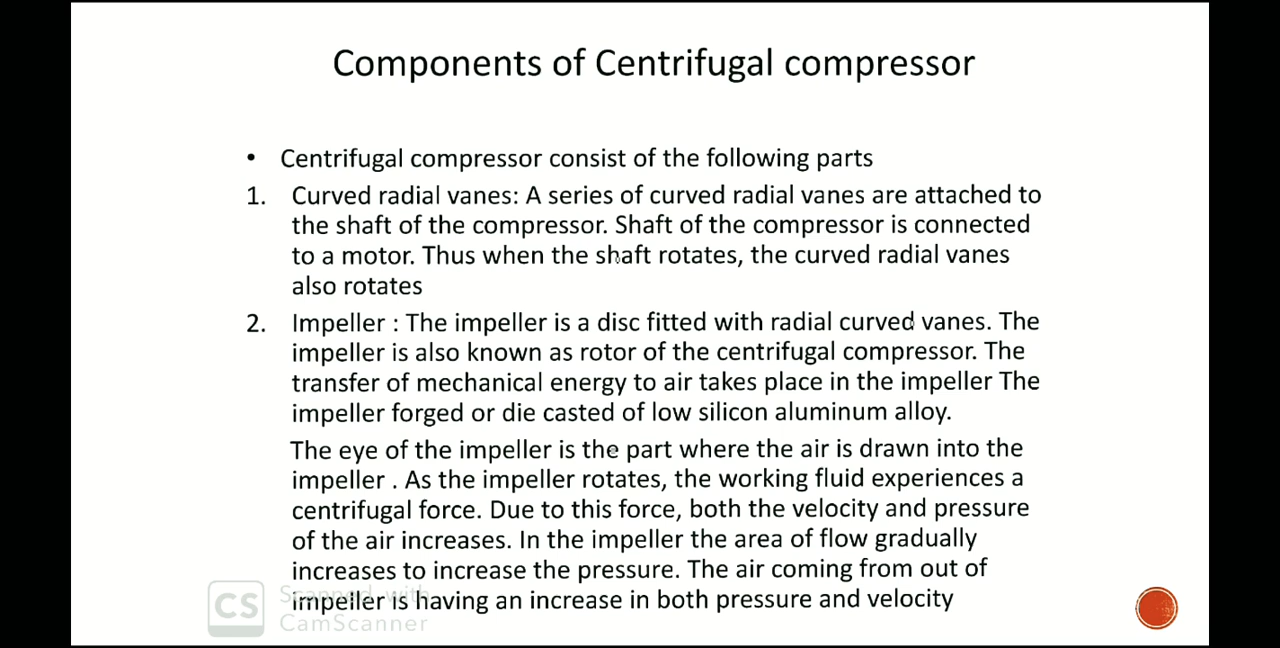 Components of Centrifugal compressor
• Centrifugal compressor consist of the following parts
1. Curved radial vanes: A series of curved radial vanes are attached to
the shaft of the compressor. Shaft of the compressor is connected
to a motor. Thus when the shaft rotates, the curved radial vanes
also rotates
2. Impeller : The impeller is a disc fitted with radial curved vanes. The
impeller is also known as rotor of the centrifugal compressor. The
transfer of mechanical energy to air takes place in the impeller The
impeller forged or die casted of low silicon aluminum alloy.
The eye of the impeller is the part where the air is drawn into the
impeller . As the impeller rotates, the working fluid experiences a
centrifugal force. Due to this force, both the velocity and pressure
of the air increases. In the impeller the area of flow gradually
increases to increase the pressure. The air coming from out of
impeller is having an increase in both pressure and velocity
CS Scanned with
CamScanner